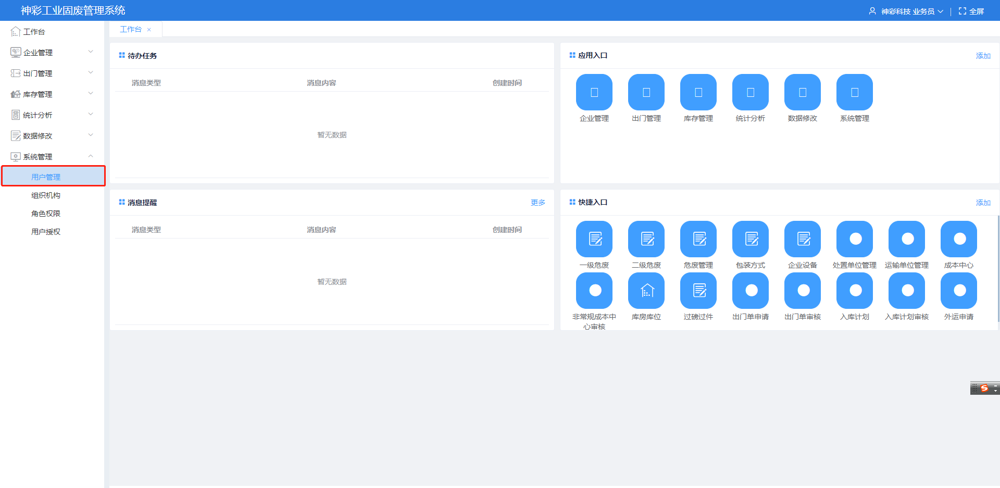 神彩工业固废管理系统
神彩科技 业务员
全屏
工作台
企业管理
出门管理
库存管理
统计分析
数据修改
系统管理
用户管理
组织机构
角色权限
用户授权
工作台 ×
待办任务
消息类型 消息内容 创建时间
暂无数据
应用入口 添加
企业管理 出门管理 库存管理 统计分析 数据修改 系统管理
消息提醒 更多
消息类型 消息内容 创建时间
暂无数据
快捷入口 添加
一级危废 二级危废 危废管理 包装方式 企业设备 处置单位管理 运输单位管理 成本中心
非常规成本中心审核 库房库位 过磅过件 出门单申请 出门单审核 入库计划 入库计划审核 外运申请